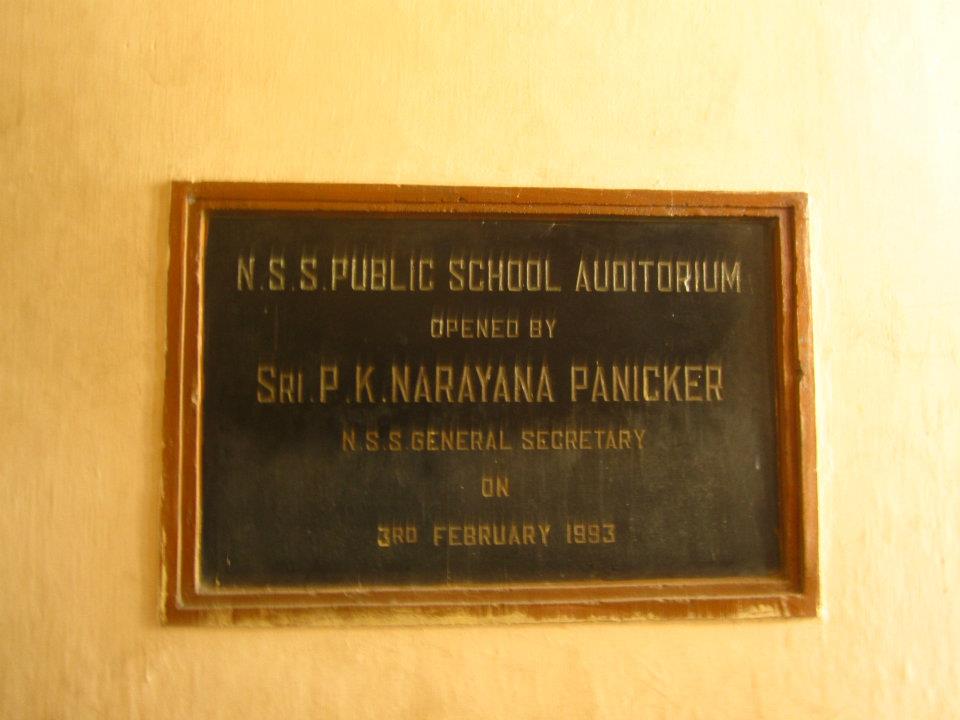 N.S.S.PUBLIC SCHOOL AUDITORIUM
OPENED BY
SRI.P.K.NARAYANA PANICKER
N.S.S.GENERAL SECRETARY
ON
3RD FEBRUARY 1993